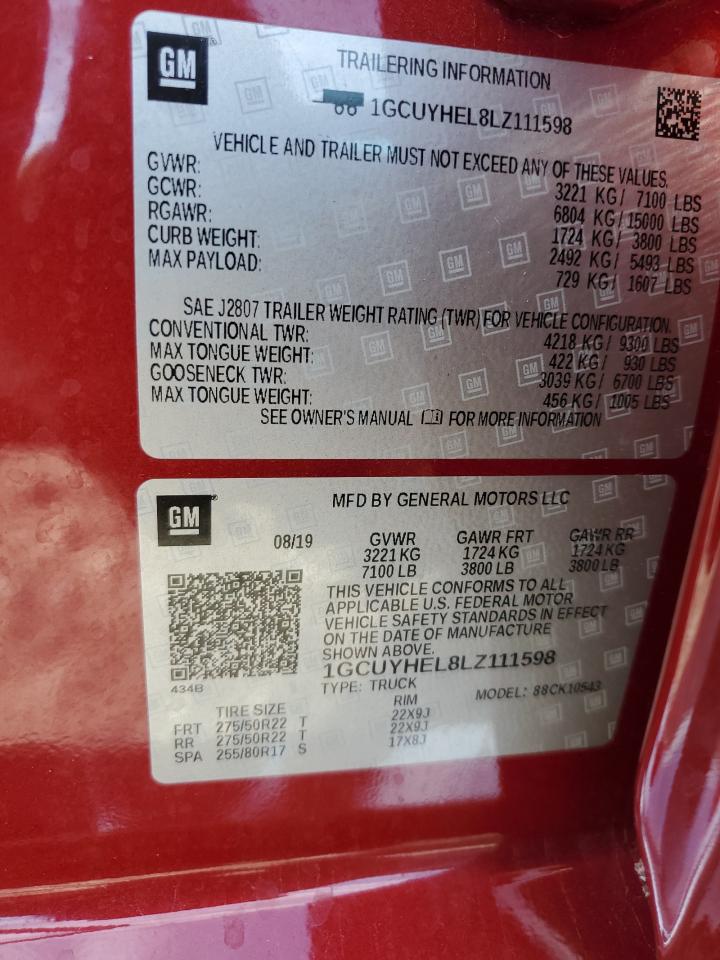 GM
TRAILERING INFORMATION
1GCUYHEL8LZ111598
VEHICLE AND TRAILER MUST NOT EXCEED ANY OF THESE VALUES.
GVWR: 3221 KG/ 7100 LBS
GCWR: 6804 KG/15000 LBS
RGAWR: 1724 KG/ 3800 LBS
CURB WEIGHT: 2492 KG/ 5493 LBS
MAX PAYLOAD: 729 KG/ 1607 LBS
SAE J2807 TRAILER WEIGHT RATING (TWR) FOR VEHICLE CONFIGURATION.
CONVENTIONAL TWR: 4218 KG/ 9300 LBS
MAX TONGUE WEIGHT: 422 KG/ 930 LBS
GOOSENECK TWR: 3039 KG/ 6700 LBS
MAX TONGUE WEIGHT: 456 KG/ 1005 LBS
SEE OWNER'S MANUAL FOR MORE INFORMATION
GM
MFD BY GENERAL MOTORS LLC
08/19 GVWR GAWR FRT GAWR RR
3221 KG 1724 KG 1724 KG
7100 LB 3800 LB 3800 LB
THIS VEHICLE CONFORMS TO ALL
APPLICABLE U.S. FEDERAL MOTOR
VEHICLE SAFETY STANDARDS IN EFFECT
ON THE DATE OF MANUFACTURE
SHOWN ABOVE.
1GCUYHEL8LZ111598
434B TYPE: TRUCK MODEL: 88CK10543
TIRE SIZE RIM
FRT 275/50R22 T 22X9J
RR 275/50R22 T 22X9J
SPA 255/80R17 S 17X8J